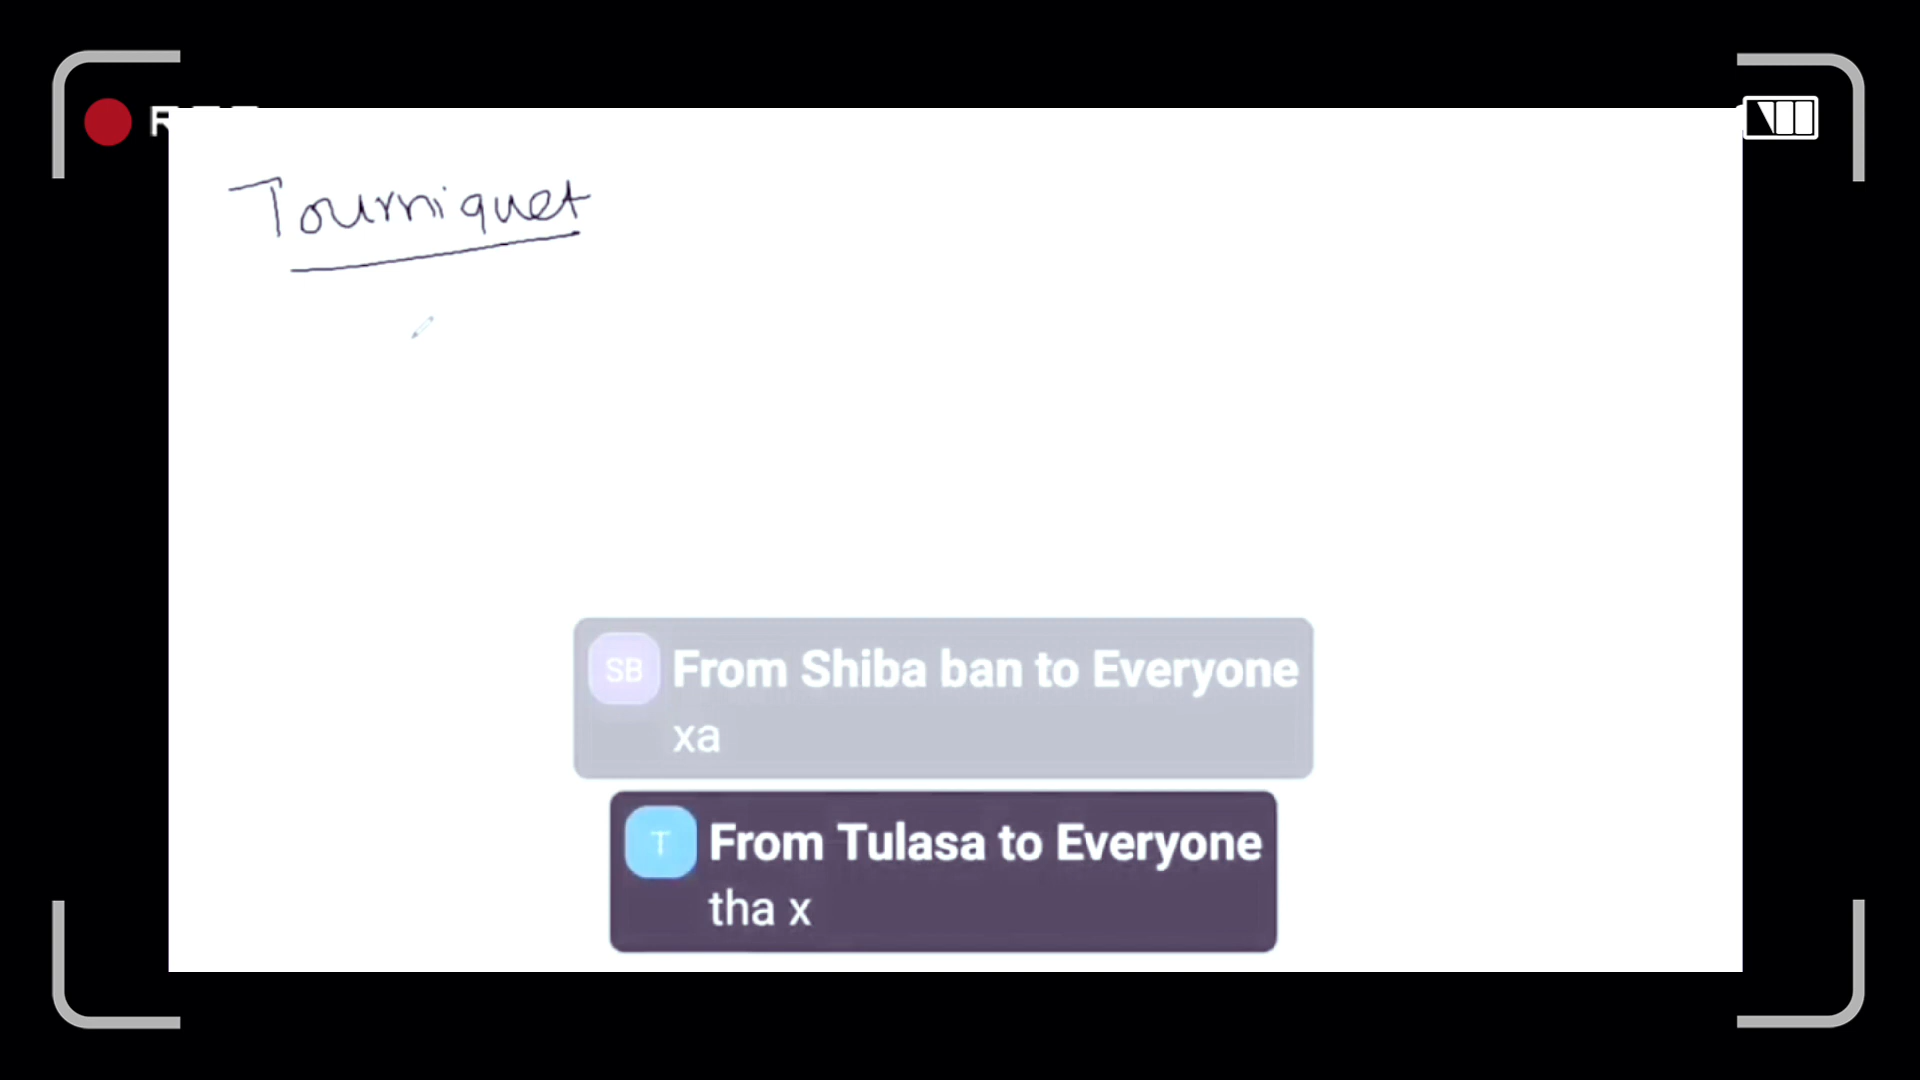 Tourniquet
SB From Shiba ban to Everyone
xa
T From Tulasa to Everyone
tha x